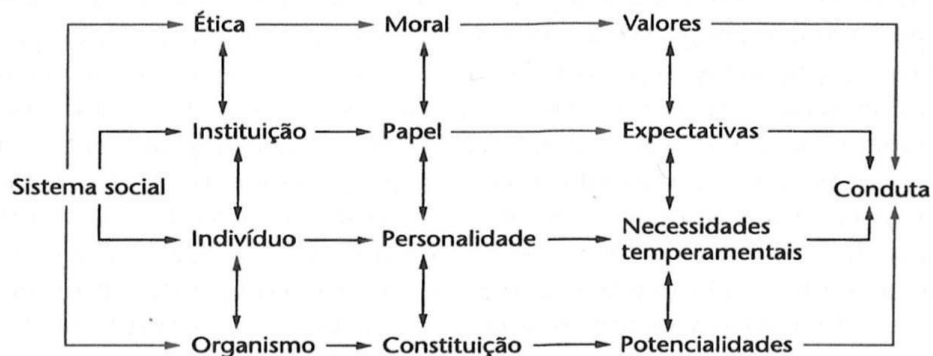 Ética Moral Valores
Instituição Papel Expectativas
Sistema social Conduta
Indivíduo Personalidade Necessidades
temperamentais
Organismo Constituição Potencialidades